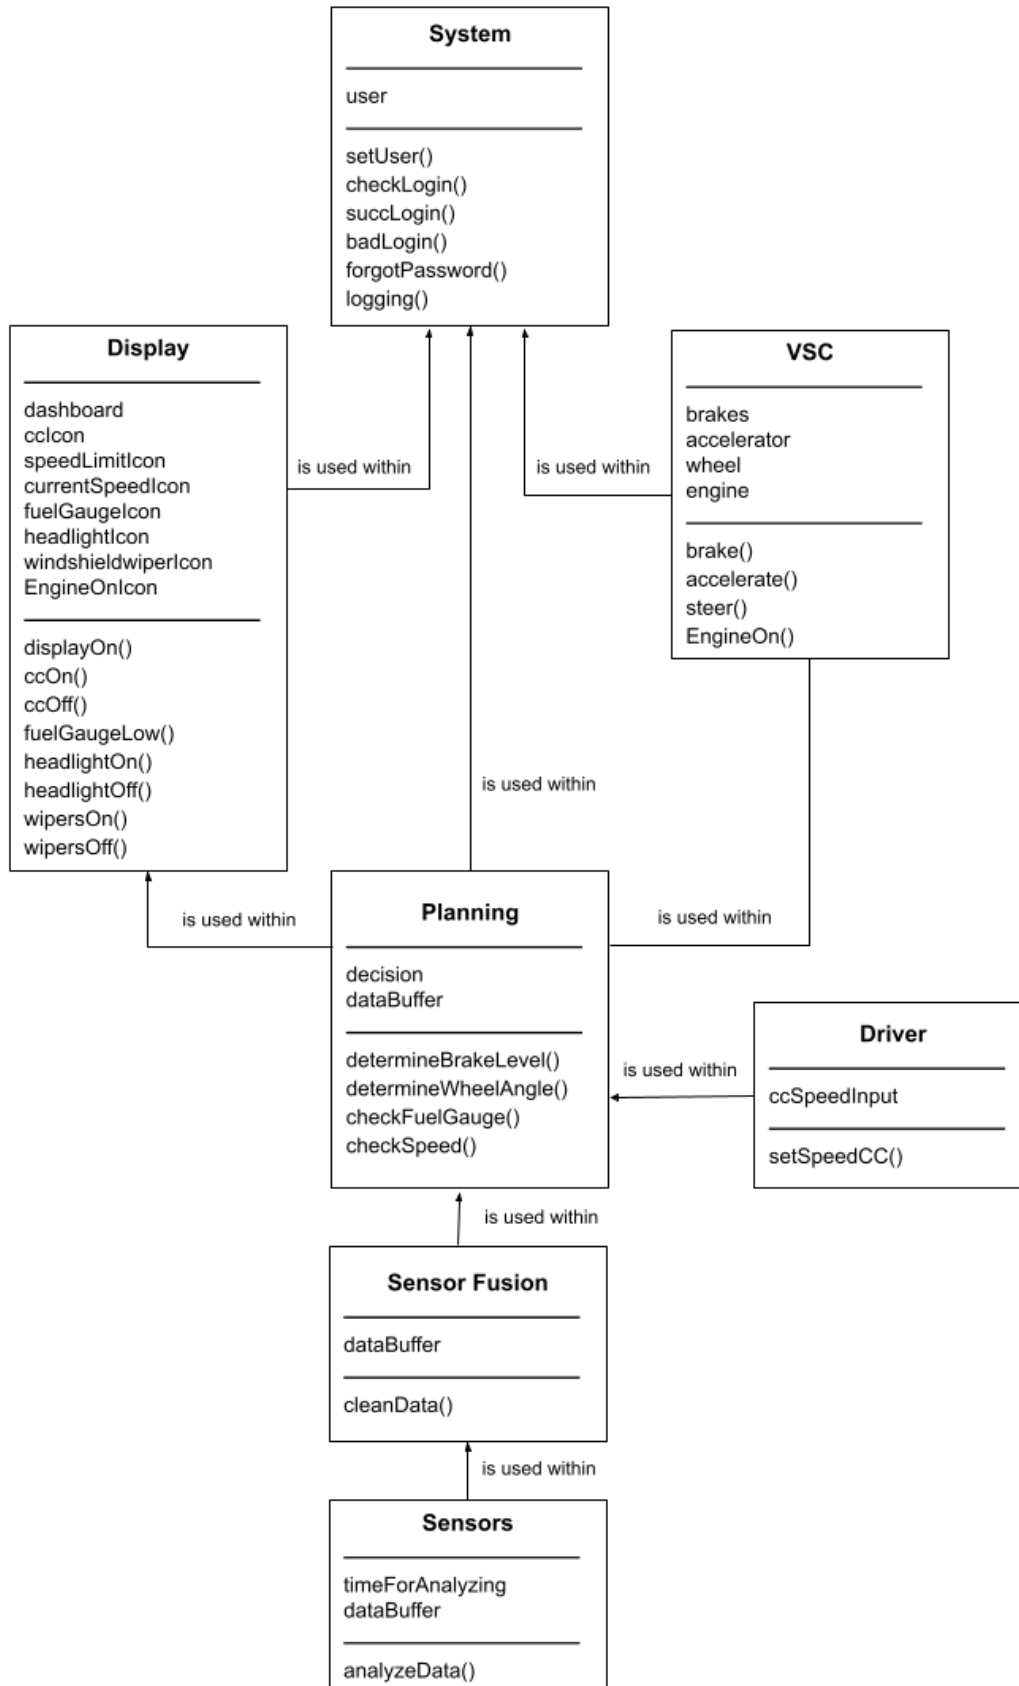 System
user
setUser()
checkLogin()
succLogin()
badLogin()
forgotPassword()
logging()
Display
dashboard
ccIcon
speedLimitIcon
currentSpeedIcon
fuelGaugeIcon
headlightIcon
windshieldwiperIcon
EngineOnIcon
displayOn()
ccOn()
ccOff()
fuelGaugeLow()
headlightOn()
headlightOff()
wipersOn()
wipersOff()
is used within
is used within
VSC
brakes
accelerator
wheel
engine
brake()
accelerate()
steer()
EngineOn()
is used within
is used within
is used within
Planning
decision
dataBuffer
determineBrakeLevel()
determineWheelAngle()
checkFuelGauge()
checkSpeed()
is used within
Driver
ccSpeedInput
setSpeedCC()
is used within
Sensor Fusion
dataBuffer
cleanData()
is used within
Sensors
timeForAnalyzing
dataBuffer
analyzeData()